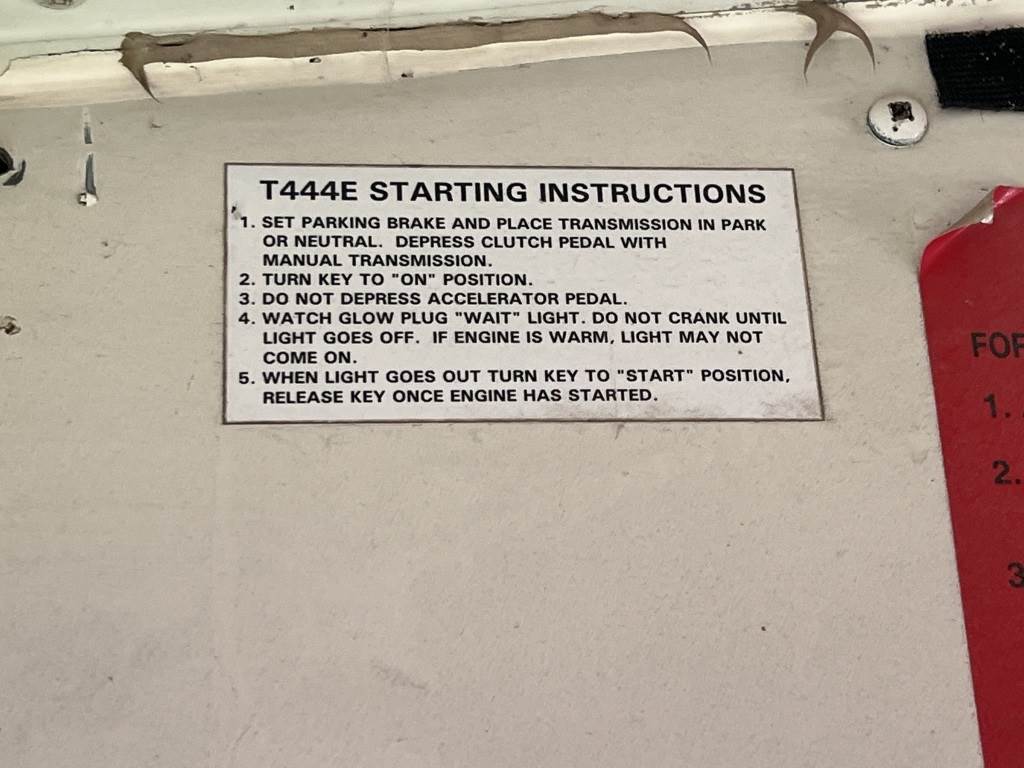 T444E STARTING INSTRUCTIONS
1. SET PARKING BRAKE AND PLACE TRANSMISSION IN PARK
OR NEUTRAL. DEPRESS CLUTCH PEDAL WITH
MANUAL TRANSMISSION.
2. TURN KEY TO "ON" POSITION.
3. DO NOT DEPRESS ACCELERATOR PEDAL.
4. WATCH GLOW PLUG "WAIT" LIGHT. DO NOT CRANK UNTIL
LIGHT GOES OFF. IF ENGINE IS WARM, LIGHT MAY NOT
COME ON.
5. WHEN LIGHT GOES OUT TURN KEY TO "START" POSITION,
RELEASE KEY ONCE ENGINE HAS STARTED.
FOR
1.
2.
3